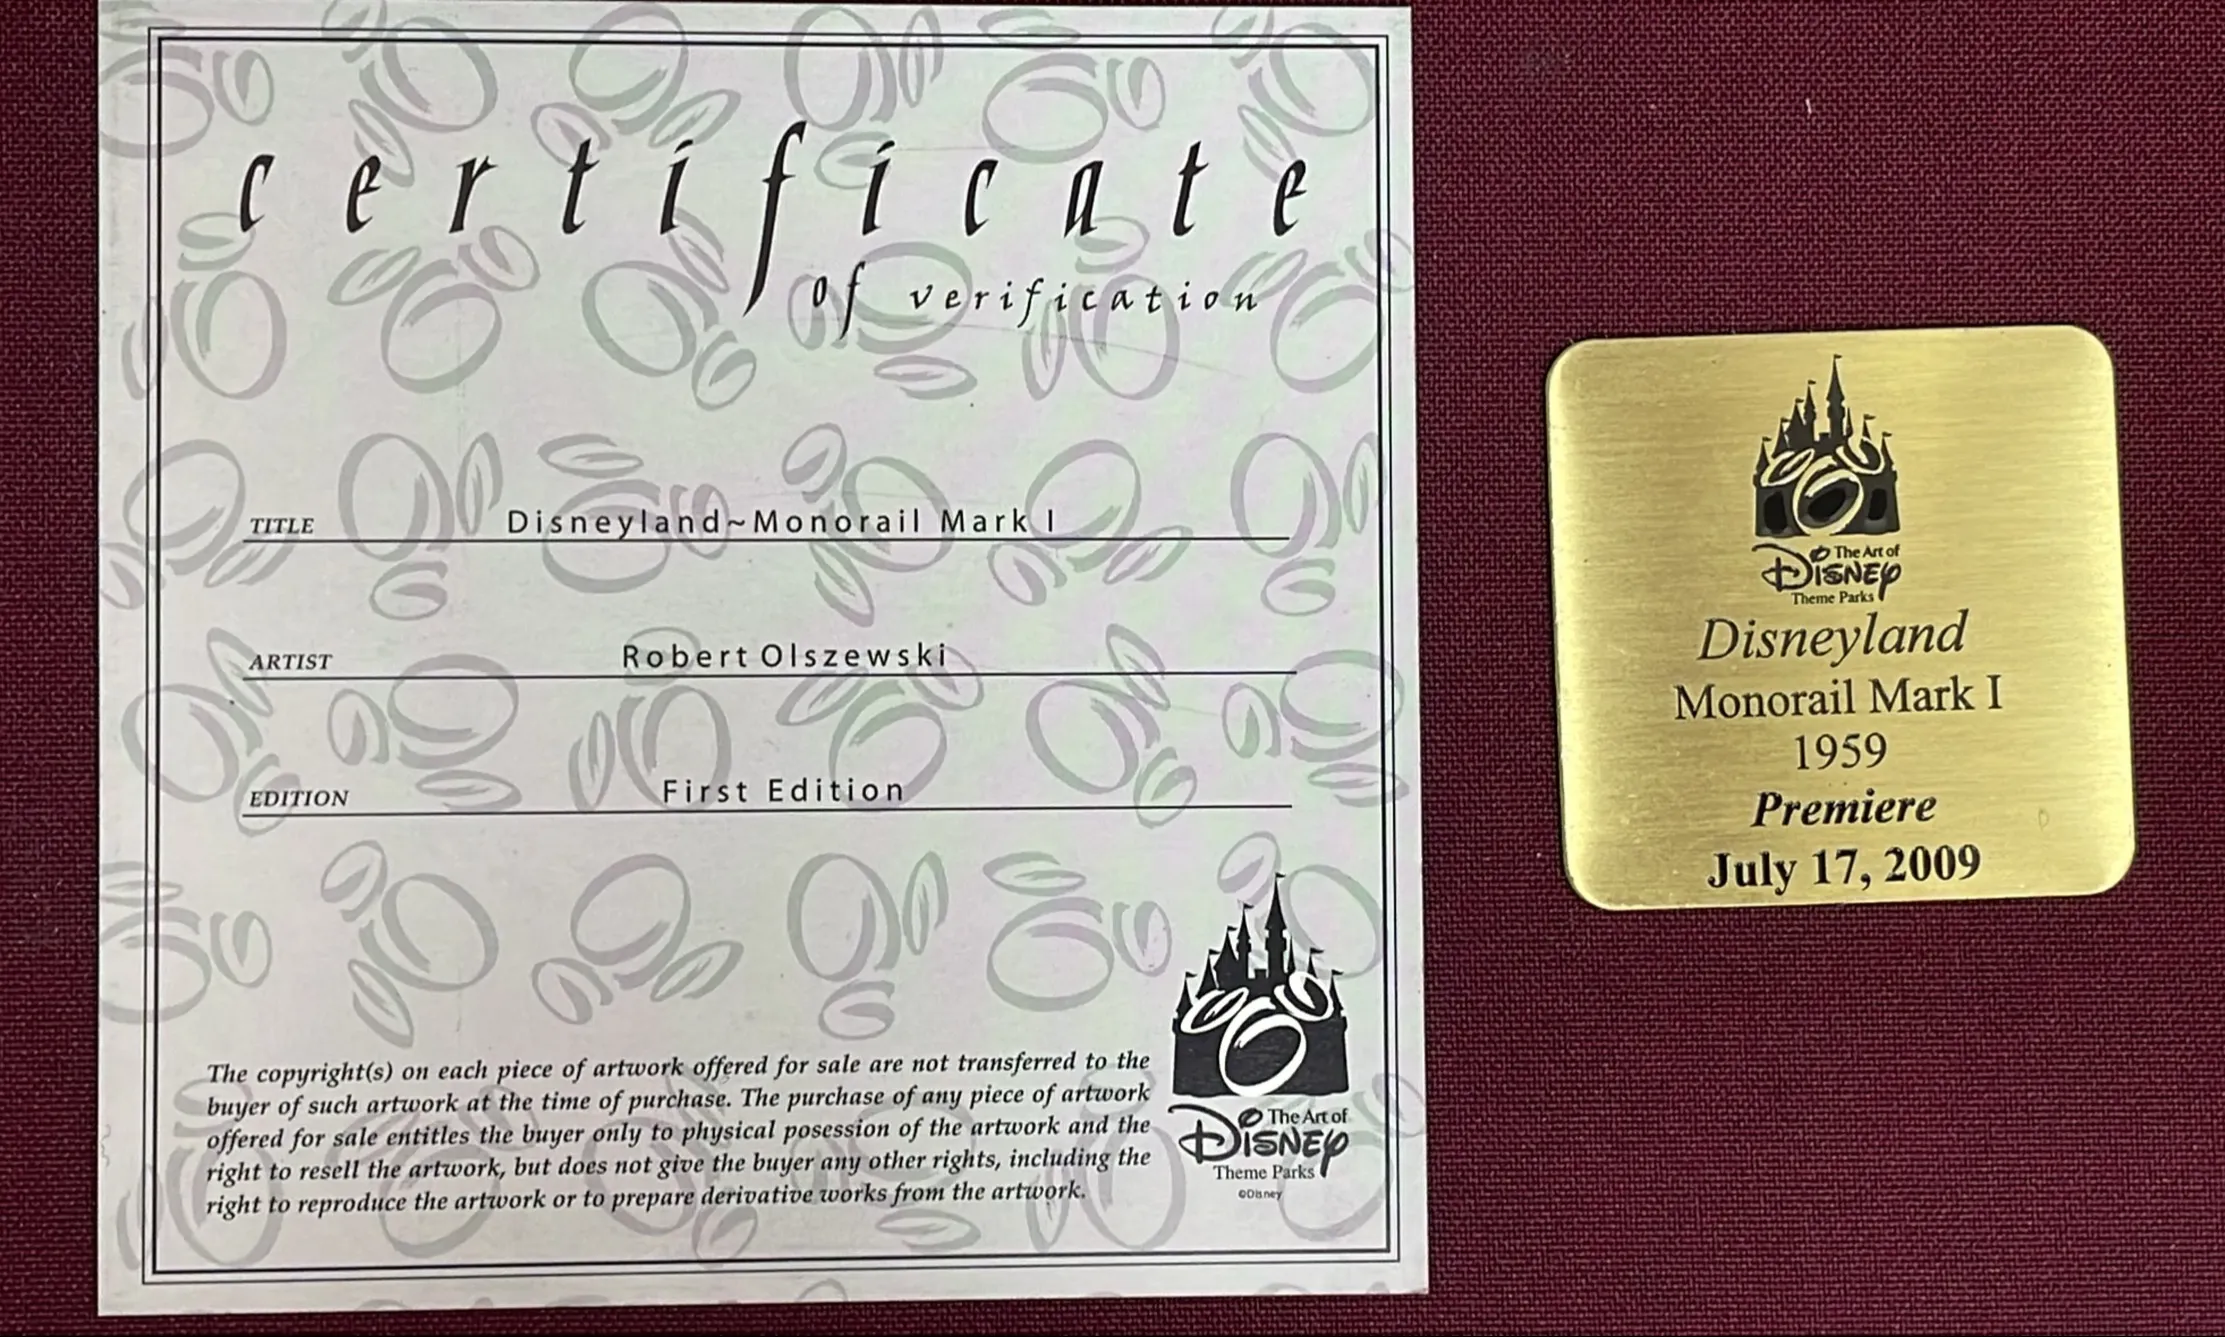 certificate
of verification
TITLE Disneyland~Monorail Mark I
ARTIST Robert Olszewski
EDITION First Edition
The copyright(s) on each piece of artwork offered for sale are not transferred to the
buyer of such artwork at the time of purchase. The purchase of any piece of artwork
offered for sale entitles the buyer only to physical posession of the artwork and the
right to resell the artwork, but does not give the buyer any other rights, including the
right to reproduce the artwork or to prepare derivative works from the artwork.
The Art of
DISNEY
Theme Parks
©Disney
The Art of
DISNEY
Theme Parks
Disneyland
Monorail Mark I
1959
Premiere
July 17, 2009